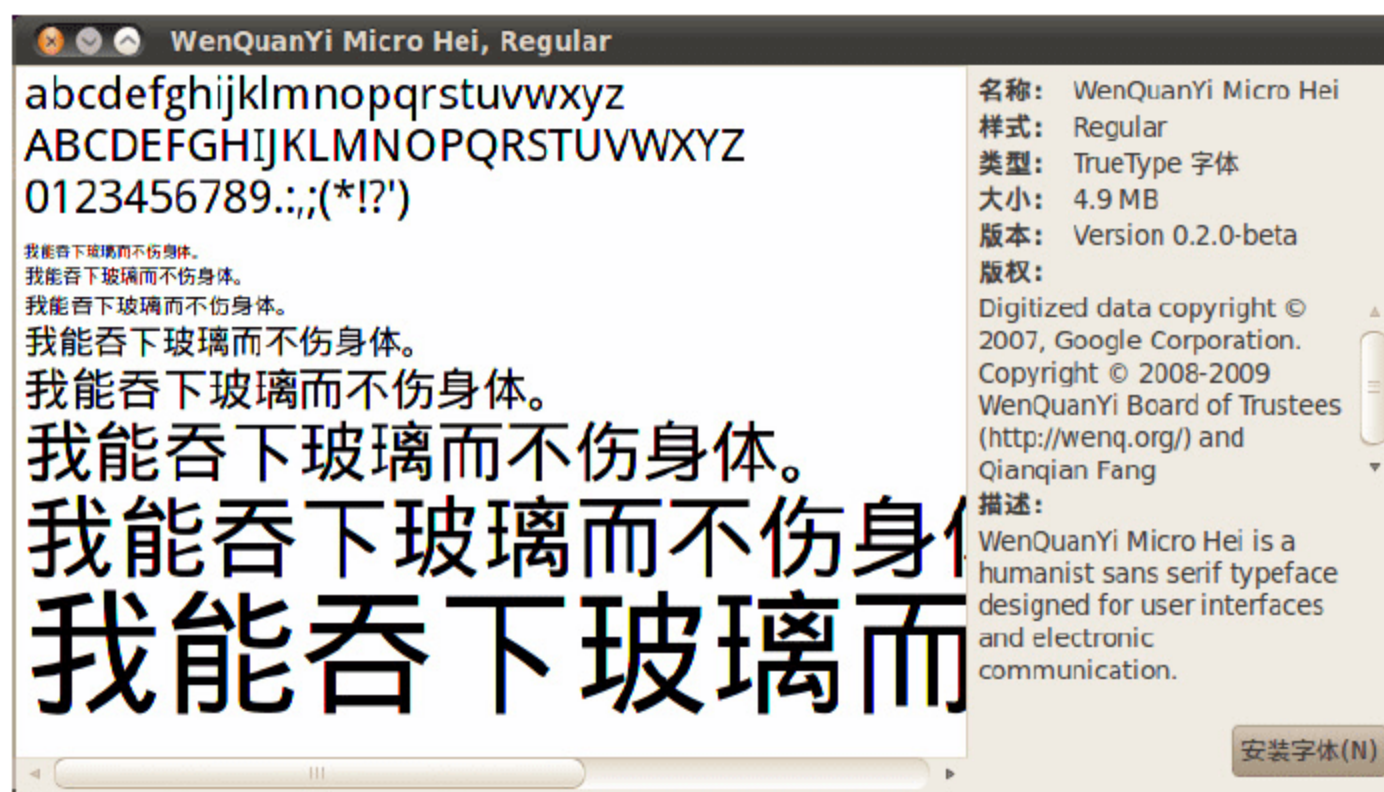 WenQuanYi Micro Hei, Regular
abcdefghijklmnopqrstuvwxyz
ABCDEFGHIJKLMNOPQRSTUVWXYZ
0123456789.:,;(*!?')
我能吞下玻璃而不伤身体。
我能吞下玻璃而不伤身体。
我能吞下玻璃而不伤身体。
我能吞下玻璃而不伤身体。
我能吞下玻璃而不伤身体。
我能吞下玻璃而不伤身体。
我能吞下玻璃而不伤身
我能吞下玻璃而
名称: WenQuanYi Micro Hei
样式: Regular
类型: TrueType 字体
大小: 4.9 MB
版本: Version 0.2.0-beta
版权:
Digitized data copyright ©
2007, Google Corporation.
Copyright © 2008-2009
WenQuanYi Board of Trustees
(http://wenq.org/) and
Qianqian Fang
描述:
WenQuanYi Micro Hei is a
humanist sans serif typeface
designed for user interfaces
and electronic
communication.
安装字体(N)